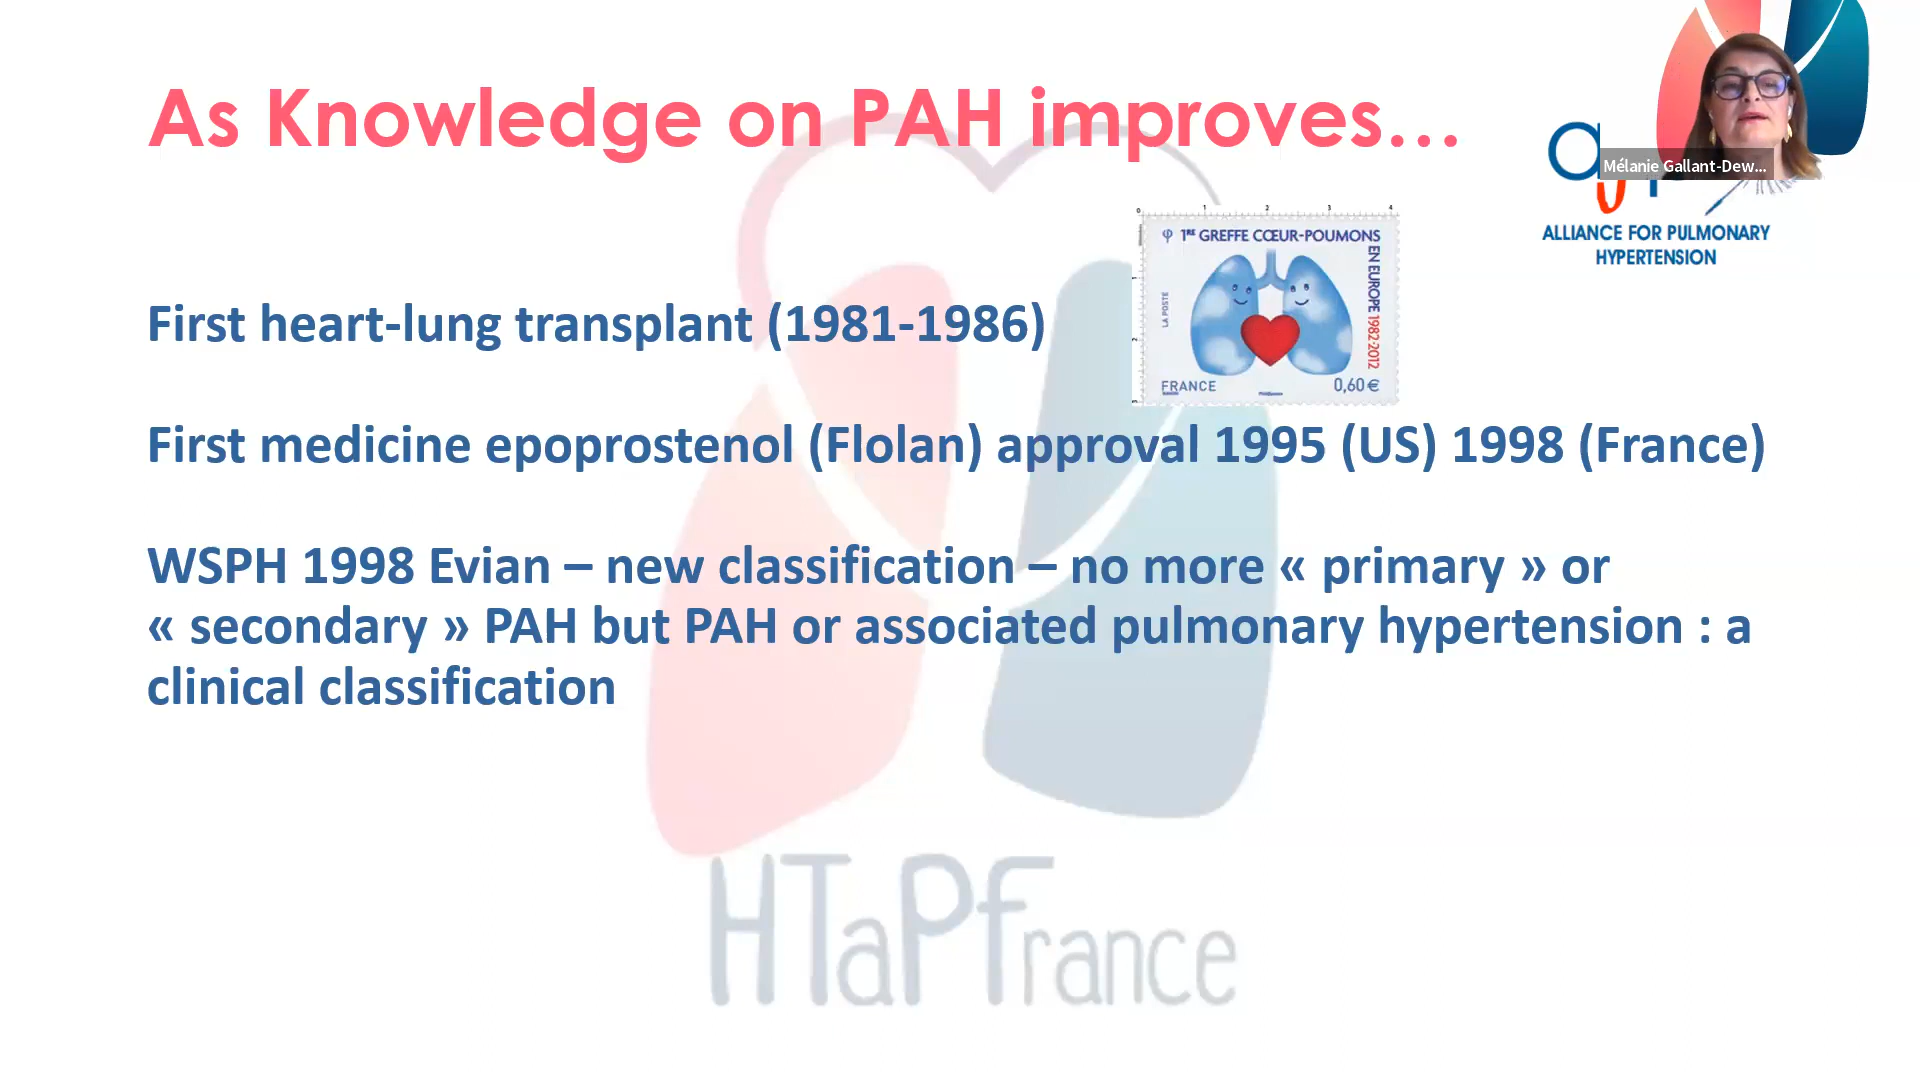 As Knowledge on PAH improves…
Mélanie Gallant-Dew...
ALLIANCE FOR PULMONARY
HYPERTENSION
1RE GREFFE CŒUR-POUMONS
EN EUROPE 1982-2012
LA POSTE
FRANCE 0,60€
First heart-lung transplant (1981-1986)
First medicine epoprostenol (Flolan) approval 1995 (US) 1998 (France)
WSPH 1998 Evian – new classification – no more « primary » or
« secondary » PAH but PAH or associated pulmonary hypertension : a
clinical classification
HTaPFrance